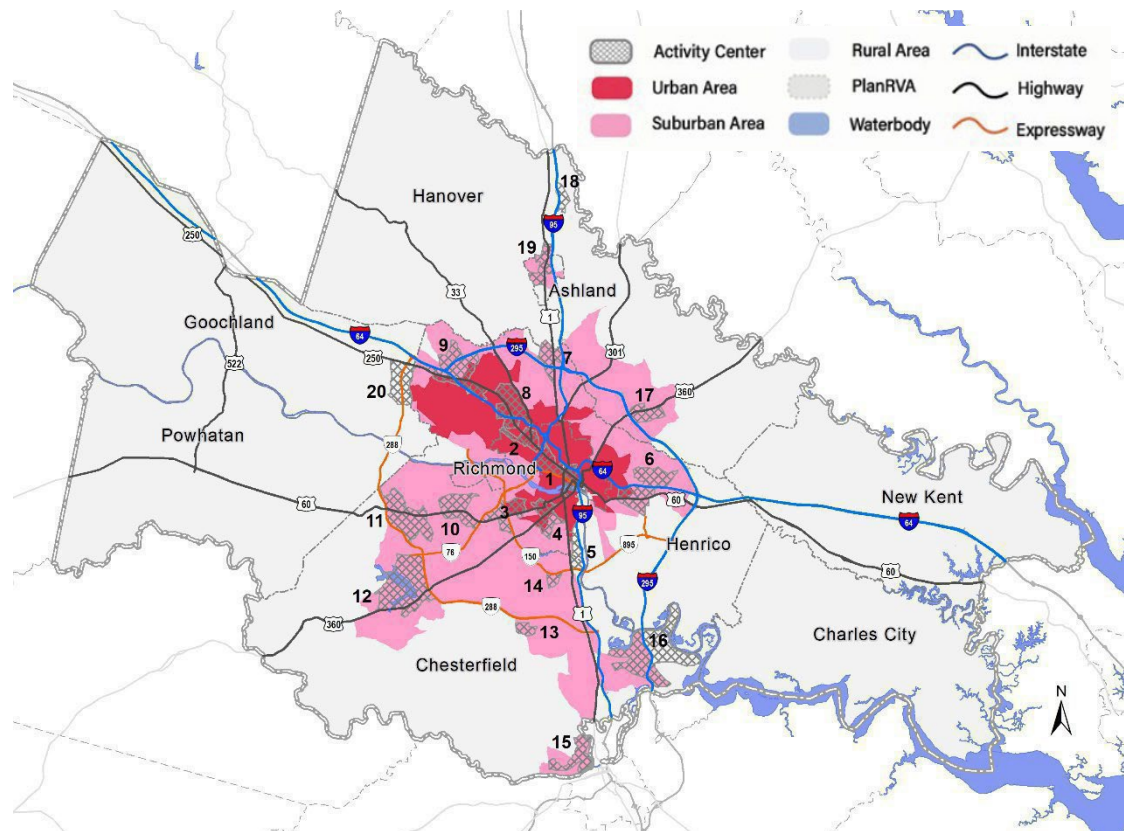 Activity Center
Rural Area
Interstate
Urban Area
PlanRVA
Highway
Suburban Area
Waterbody
Expressway
18
Hanover
95
250
19
33
Ashland
1
Goochland
64
9
295
7
301
250
522
360
20
8
17
Powhatan
288
2
Richmond
6
1
64
60
60
New Kent
11
10
3
95
64
4
Henrico
5
895
76
150
60
14
295
12
288
1
13
16
Charles City
360
Chesterfield
N
15